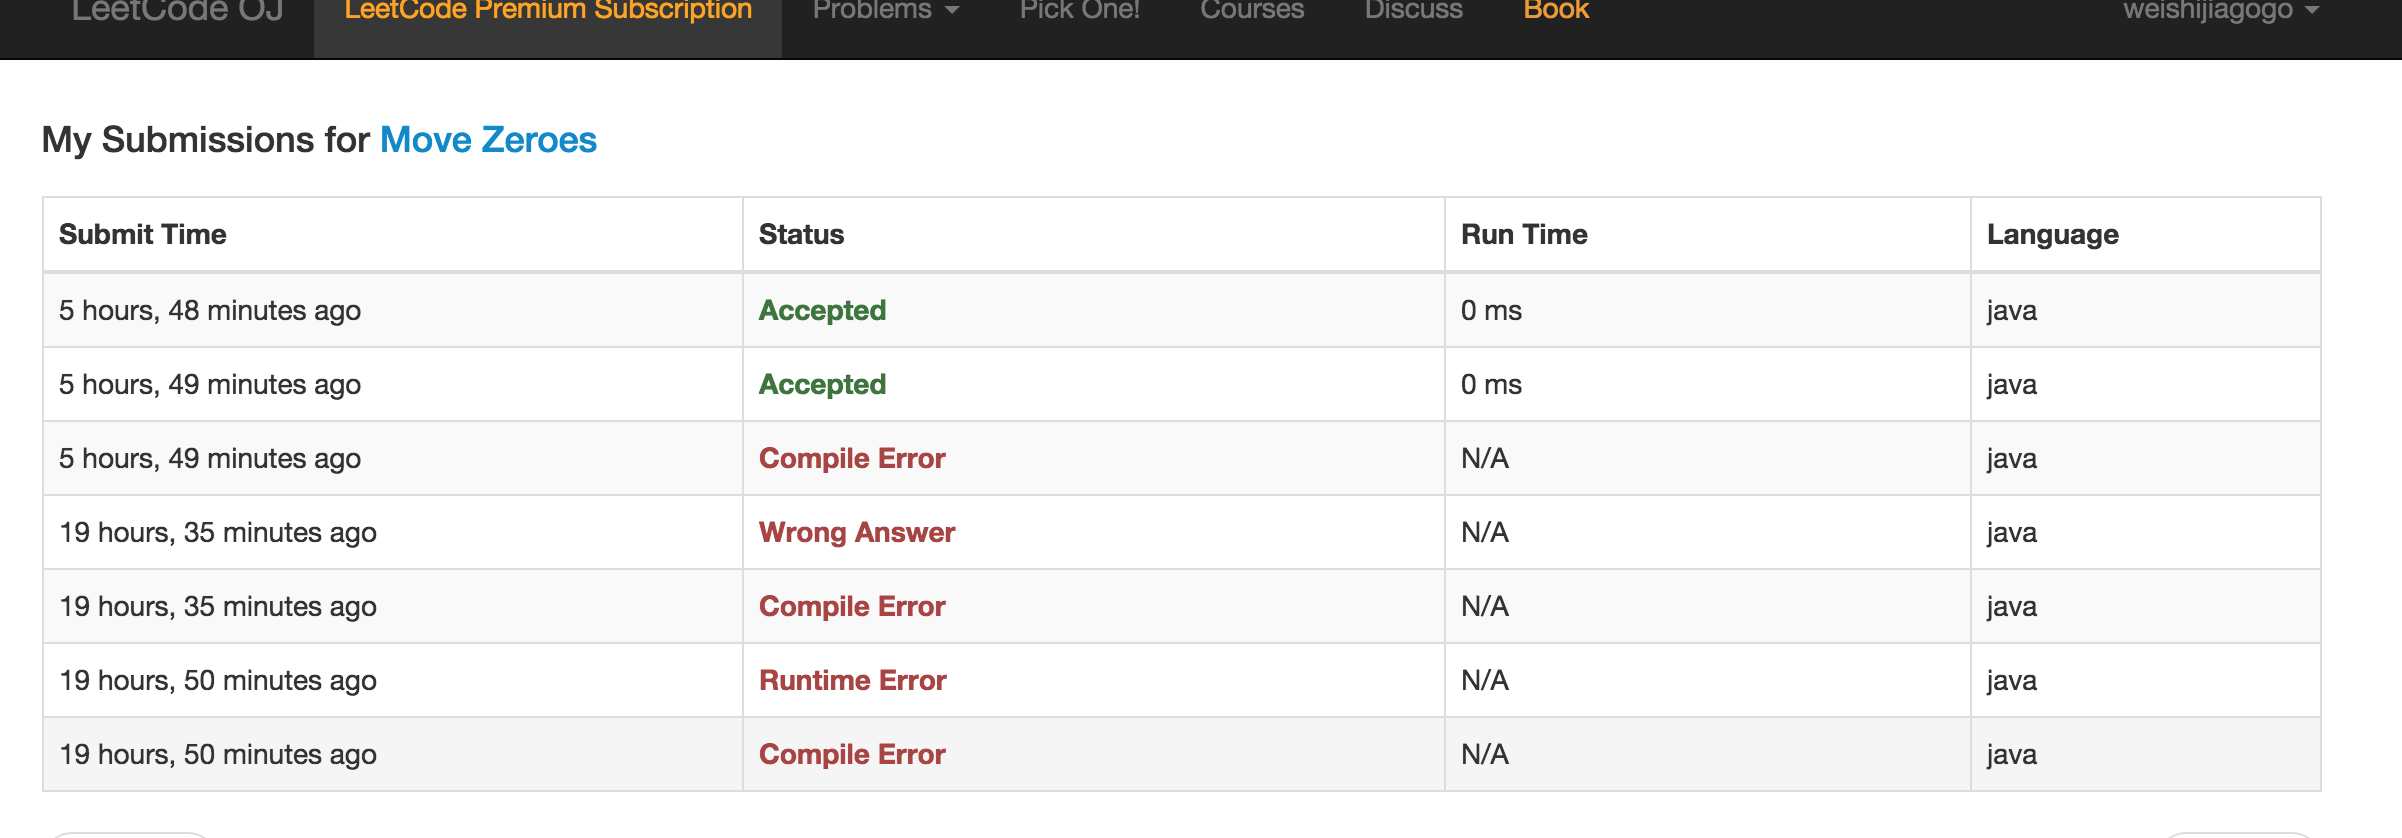 LeetCode OJ LeetCode Premium Subscription Problems Pick One! Courses Discuss Book weishijiagogo
My Submissions for Move Zeroes
Submit Time Status Run Time Language
5 hours, 48 minutes ago Accepted 0 ms java
5 hours, 49 minutes ago Accepted 0 ms java
5 hours, 49 minutes ago Compile Error N/A java
19 hours, 35 minutes ago Wrong Answer N/A java
19 hours, 35 minutes ago Compile Error N/A java
19 hours, 50 minutes ago Runtime Error N/A java
19 hours, 50 minutes ago Compile Error N/A java